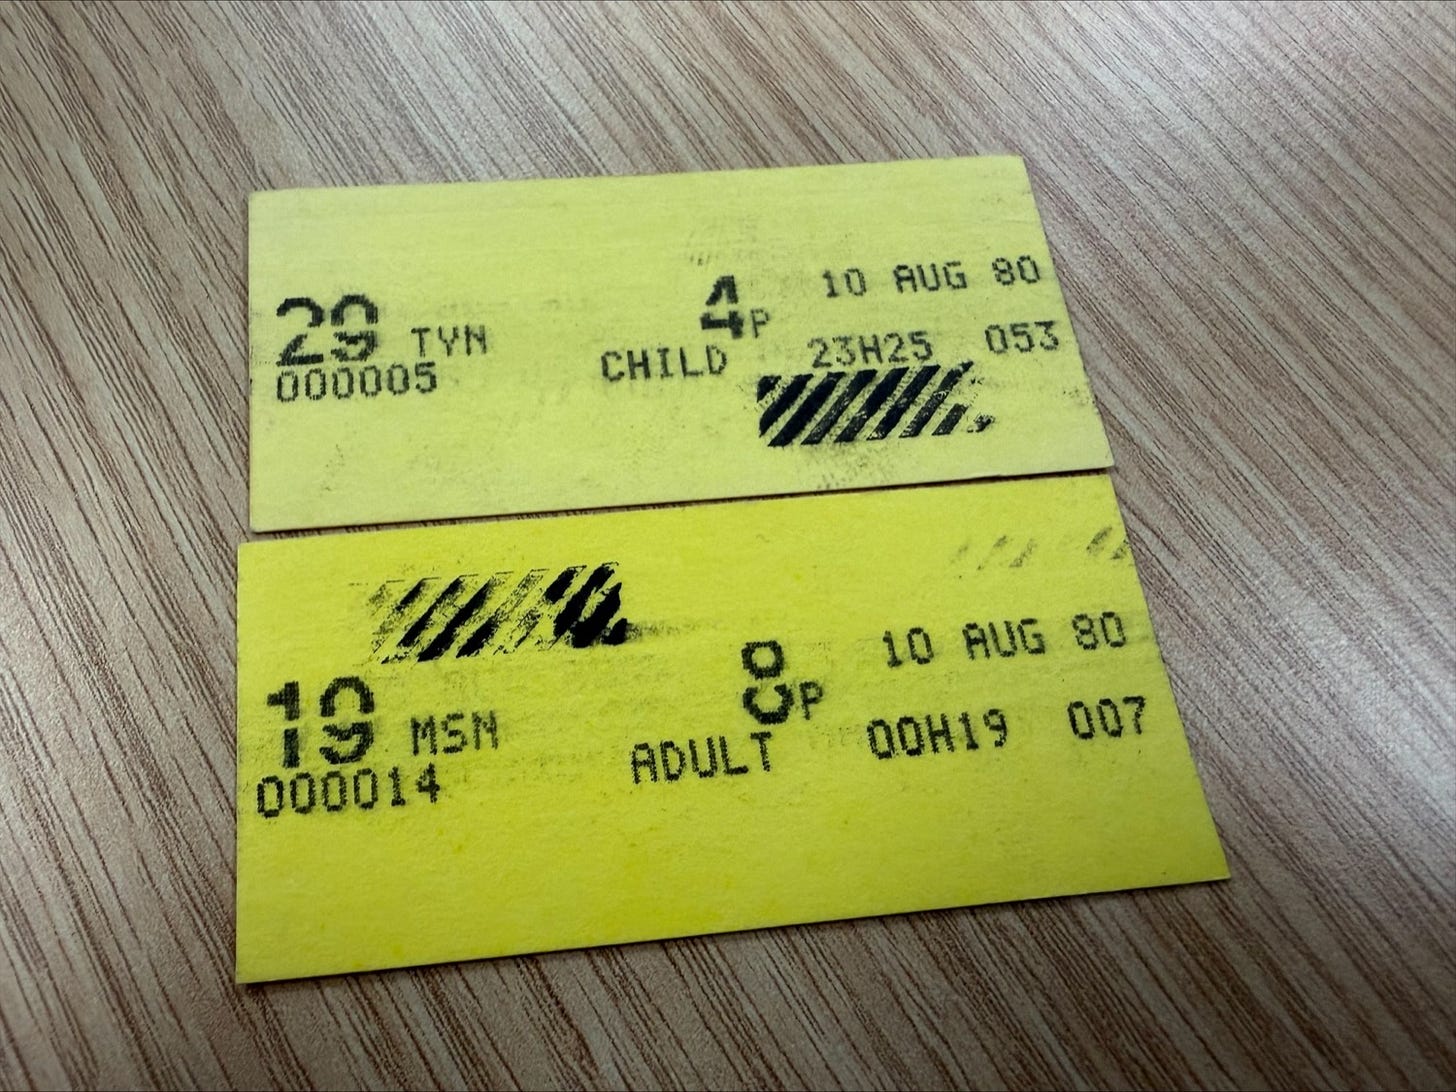 29 TYN 4P 10 AUG 80
000005 CHILD 23H25 053
19 MSN 8P 10 AUG 80
000014 ADULT 00H19 007